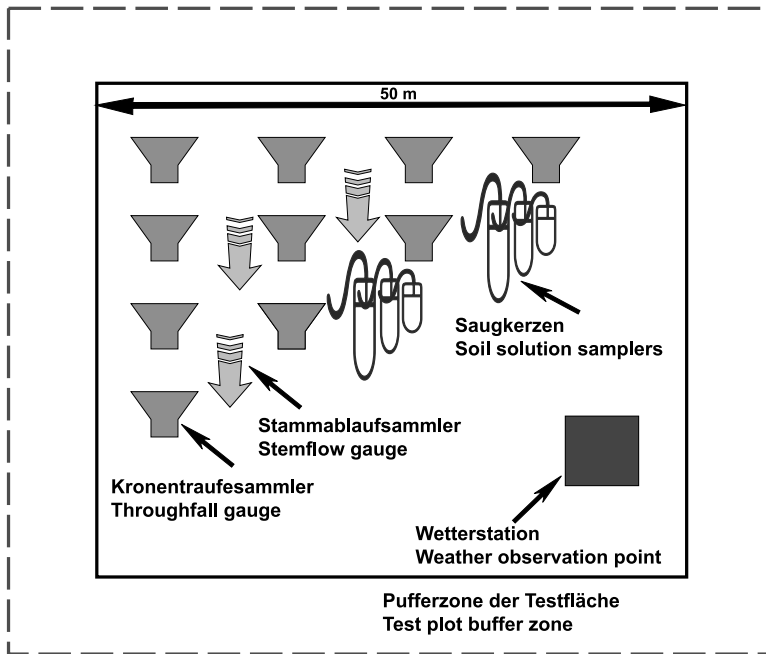 50 m
Saugkerzen
Soil solution samplers
Stammablaufsammler
Stemflow gauge
Kronentraufesammler
Throughfall gauge
Wetterstation
Weather observation point
Pufferzone der Testfläche
Test plot buffer zone